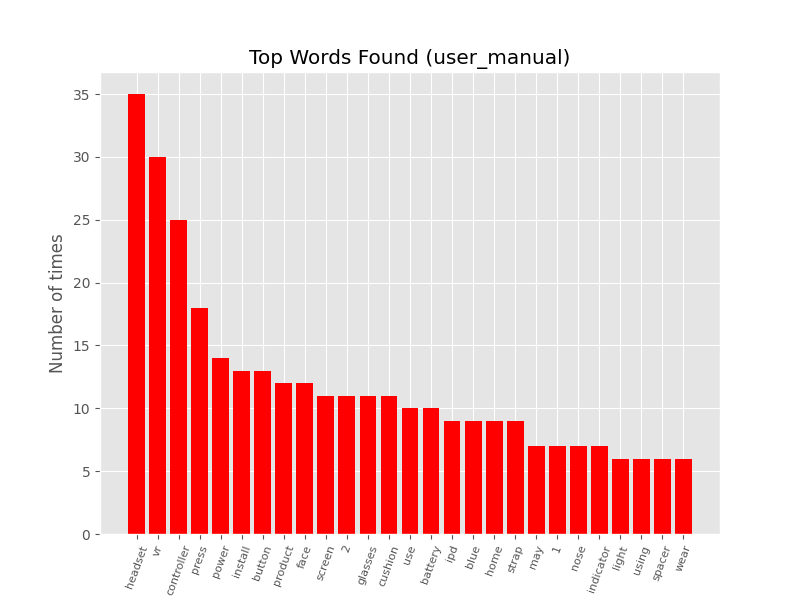 Top Words Found (user_manual)
Number of times
35
30
25
20
15
10
5
0
headset
vr
controller
press
power
install
button
product
face
screen
2
glasses
cushion
use
battery
ipd
blue
home
strap
may
1
nose
indicator
light
using
spacer
wear